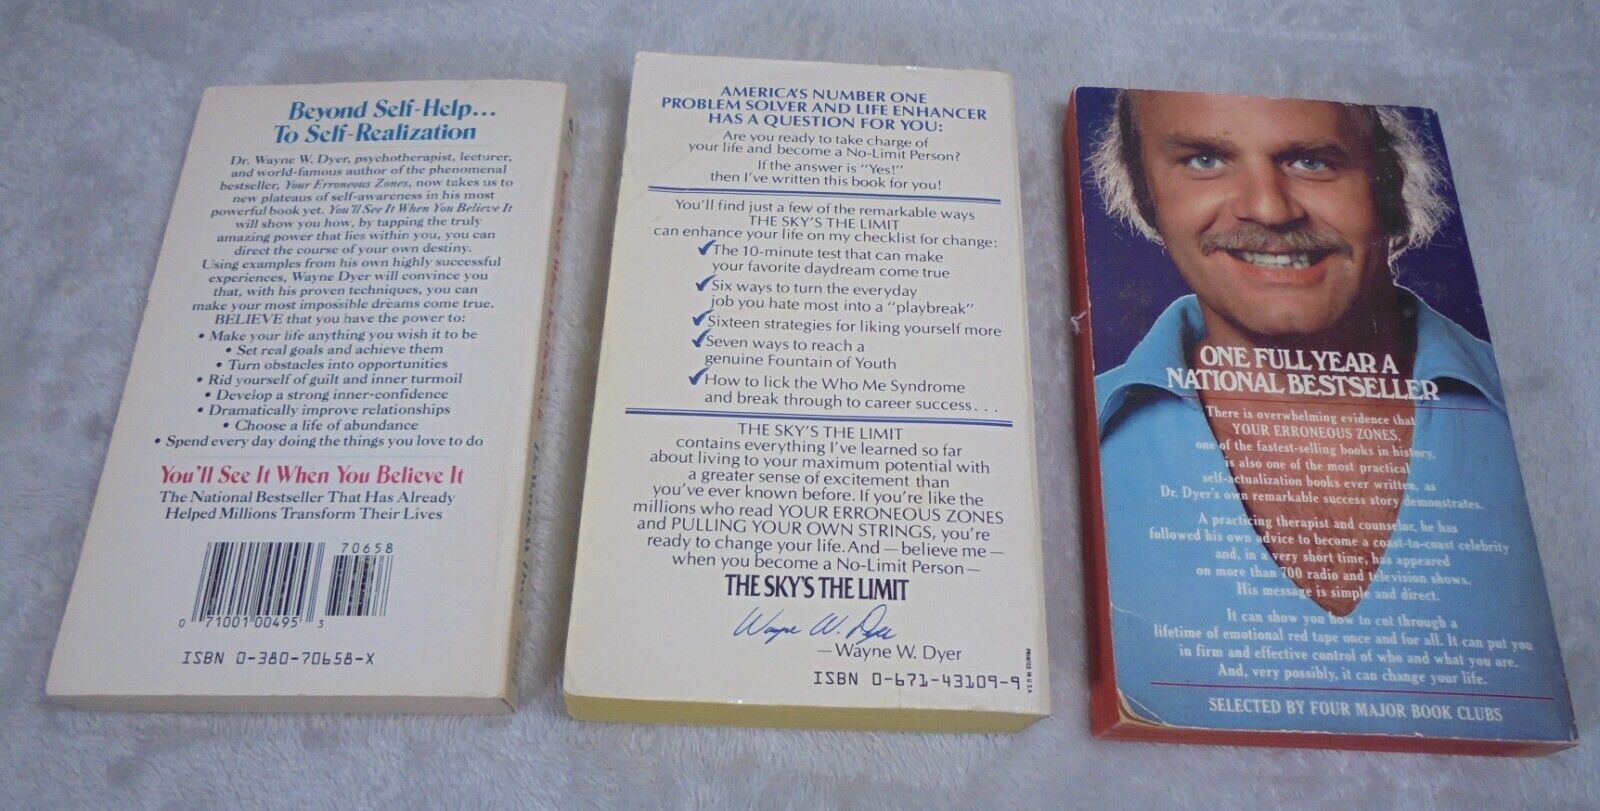 Beyond Self-Help...
To Self-Realization
Dr. Wayne W. Dyer, psychotherapist, lecturer,
and world-famous author of the phenomenal
bestseller, Your Erroneous Zones, now takes us to
new plateaus of self-awareness in his most
powerful book yet. You'll See It When You Believe It
will show you how, by tapping the truly
amazing power that lies within you, you can
direct the course of your own destiny.
Using examples from his own highly successful
experiences, Wayne Dyer will convince you
that, with his proven techniques, you can
make your most impossible dreams come true.
BELIEVE that you have the power to:
• Make your life anything you wish it to be
• Set real goals and achieve them
• Turn obstacles into opportunities
• Rid yourself of guilt and inner turmoil
• Develop a strong inner-confidence
• Dramatically improve relationships
• Choose a life of abundance
• Spend every day doing the things you love to do
You'll See It When You Believe It
The National Bestseller That Has Already
Helped Millions Transform Their Lives
70658
0 71001 00495 3
ISBN 0-380-70658-X
AMERICA'S NUMBER ONE
PROBLEM SOLVER AND LIFE ENHANCER
HAS A QUESTION FOR YOU:
Are you ready to take charge of
your life and become a No-Limit Person?
If the answer is "Yes!"
then I've written this book for you!
You'll find just a few of the remarkable ways
THE SKY'S THE LIMIT
can enhance your life on my checklist for change:
✓The 10-minute test that can make
your favorite daydream come true
✓Six ways to turn the everyday
job you hate most into a "playbreak"
✓Sixteen strategies for liking yourself more
✓Seven ways to reach a
genuine Fountain of Youth
✓How to lick the Who Me Syndrome
and break through to career success...
THE SKY'S THE LIMIT
contains everything I've learned so far
about living to your maximum potential with
a greater sense of excitement than
you've ever known before. If you're like the
millions who read YOUR ERRONEOUS ZONES
and PULLING YOUR OWN STRINGS, you're
ready to change your life. And—believe me—
when you become a No-Limit Person—
THE SKY'S THE LIMIT
Wayne W. Dyer
—Wayne W. Dyer
ISBN 0-671-43109-9
PRINTED IN U.S.A.
ONE FULL YEAR A
NATIONAL BESTSELLER
There is overwhelming evidence that
YOUR ERRONEOUS ZONES,
one of the fastest-selling books in history,
is also one of the most practical
self-actualization books ever written, as
Dr. Dyer's own remarkable success story demonstrates.
A practicing therapist and counselor, he has
followed his own advice to become a coast-to-coast celebrity
and, in a very short time, has appeared
on more than 700 radio and television shows.
His message is simple and direct.
It can show you how to cut through a
lifetime of emotional red tape once and for all. It can put you
in firm and effective control of who and what you are.
And, very possibly, it can change your life.
SELECTED BY FOUR MAJOR BOOK CLUBS